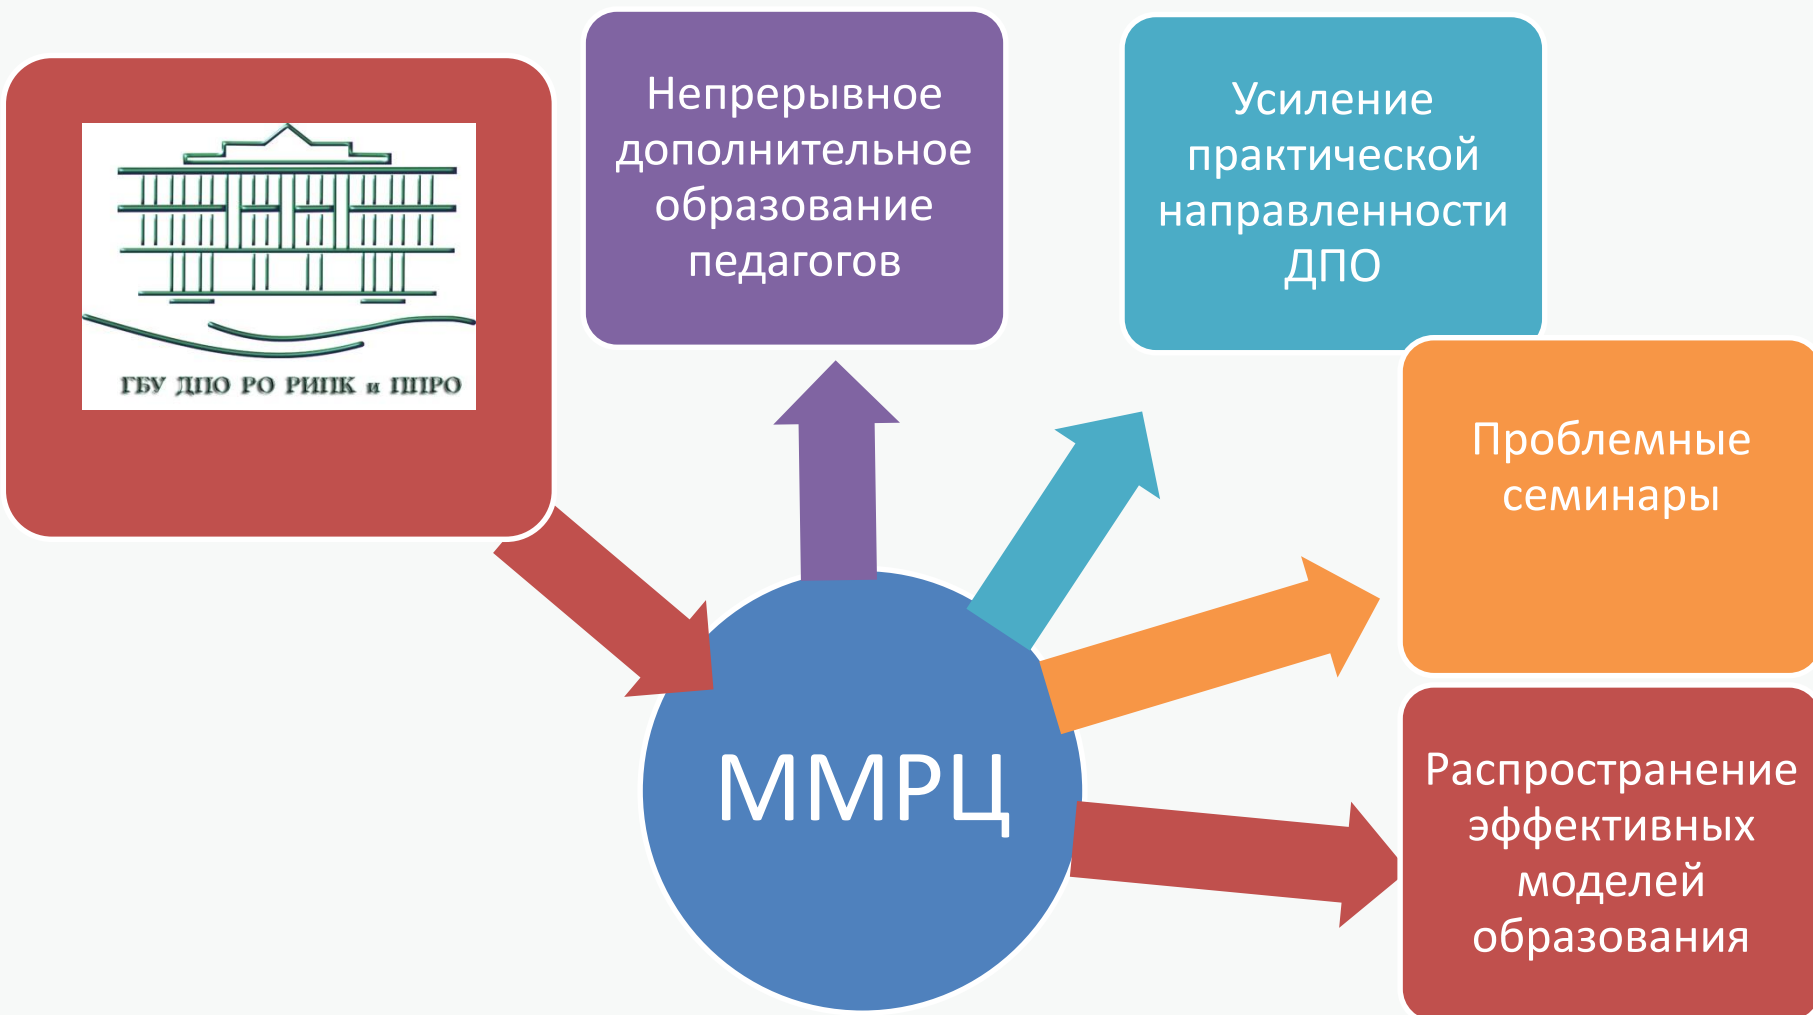 ГБУ ДПО РО РИПК и ППРО
Непрерывное
дополнительное
образование
педагогов
Усиление
практической
направленности
ДПО
Проблемные
семинары
Распространение
эффективных
моделей
образования
ММРЦ